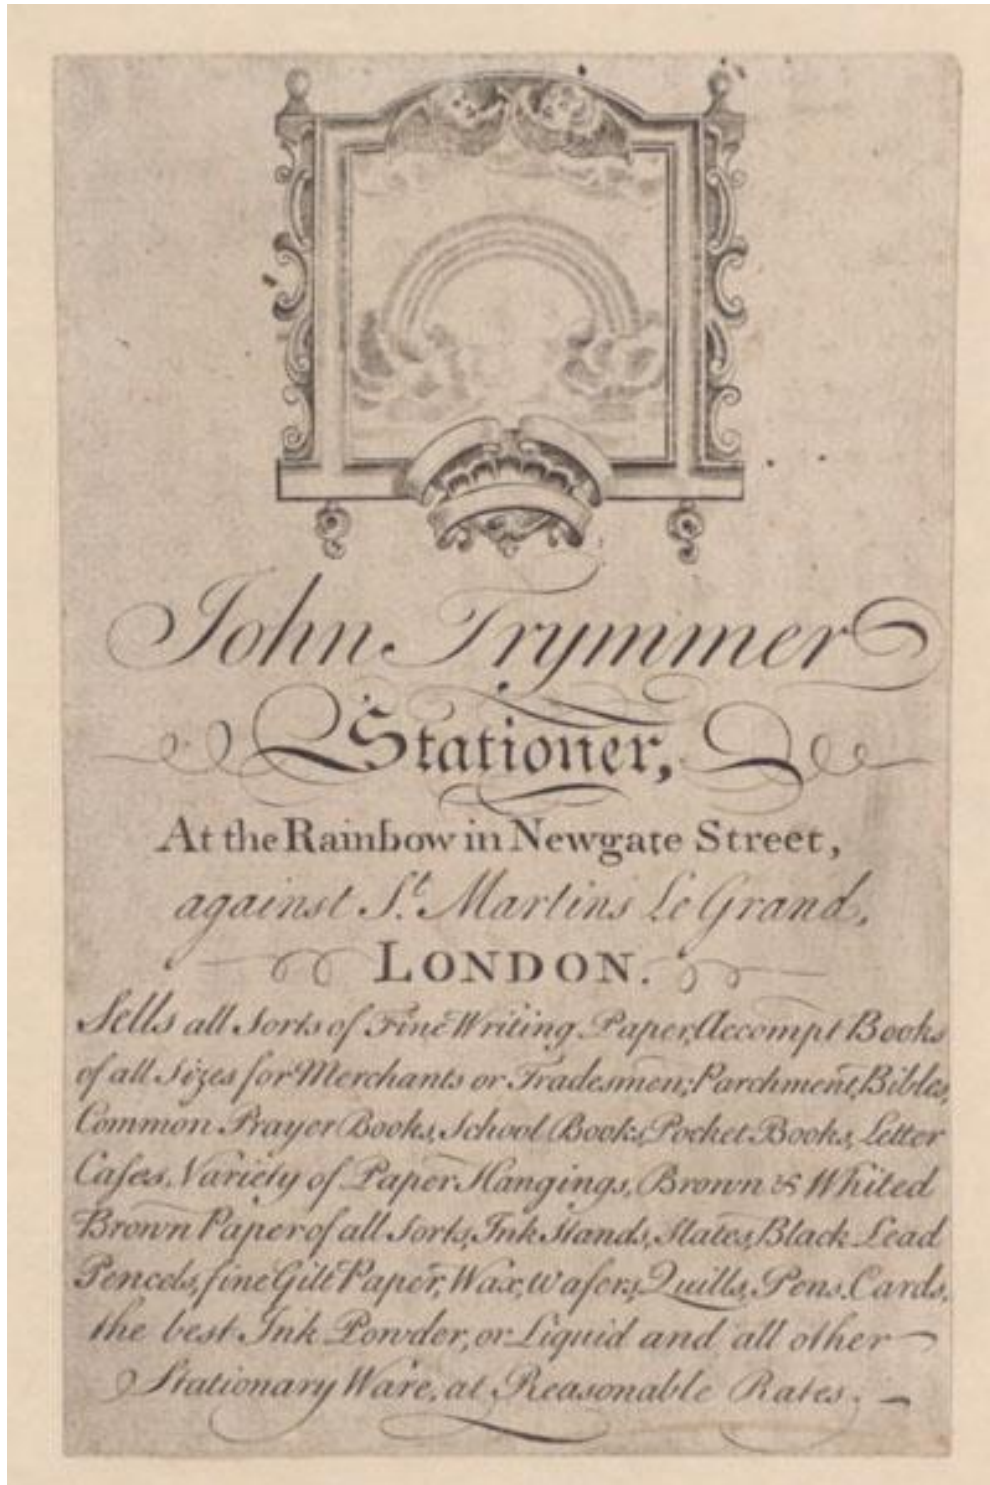 John Trymmer
Stationer,
At the Rainbow in Newgate Street,
against St. Martins Le Grand,
LONDON.
Sells all Sorts of Fine Writing Paper, Accompt Books
of all Sizes for Merchants or Tradesmen; Parchment, Bibles,
Common Prayer Books, School Books, Pocket Books, Letter
Cases, Variety of Paper Hangings, Brown & Whited
Brown Paper of all Sorts, Ink Stands, Slates, Black Lead
Pencols, fine Gilt Paper, Wax, Wafers, Quills, Pens, Cards,
the best Ink Powder, or Liquid and all other
Stationary Ware, at Reasonable Rates.